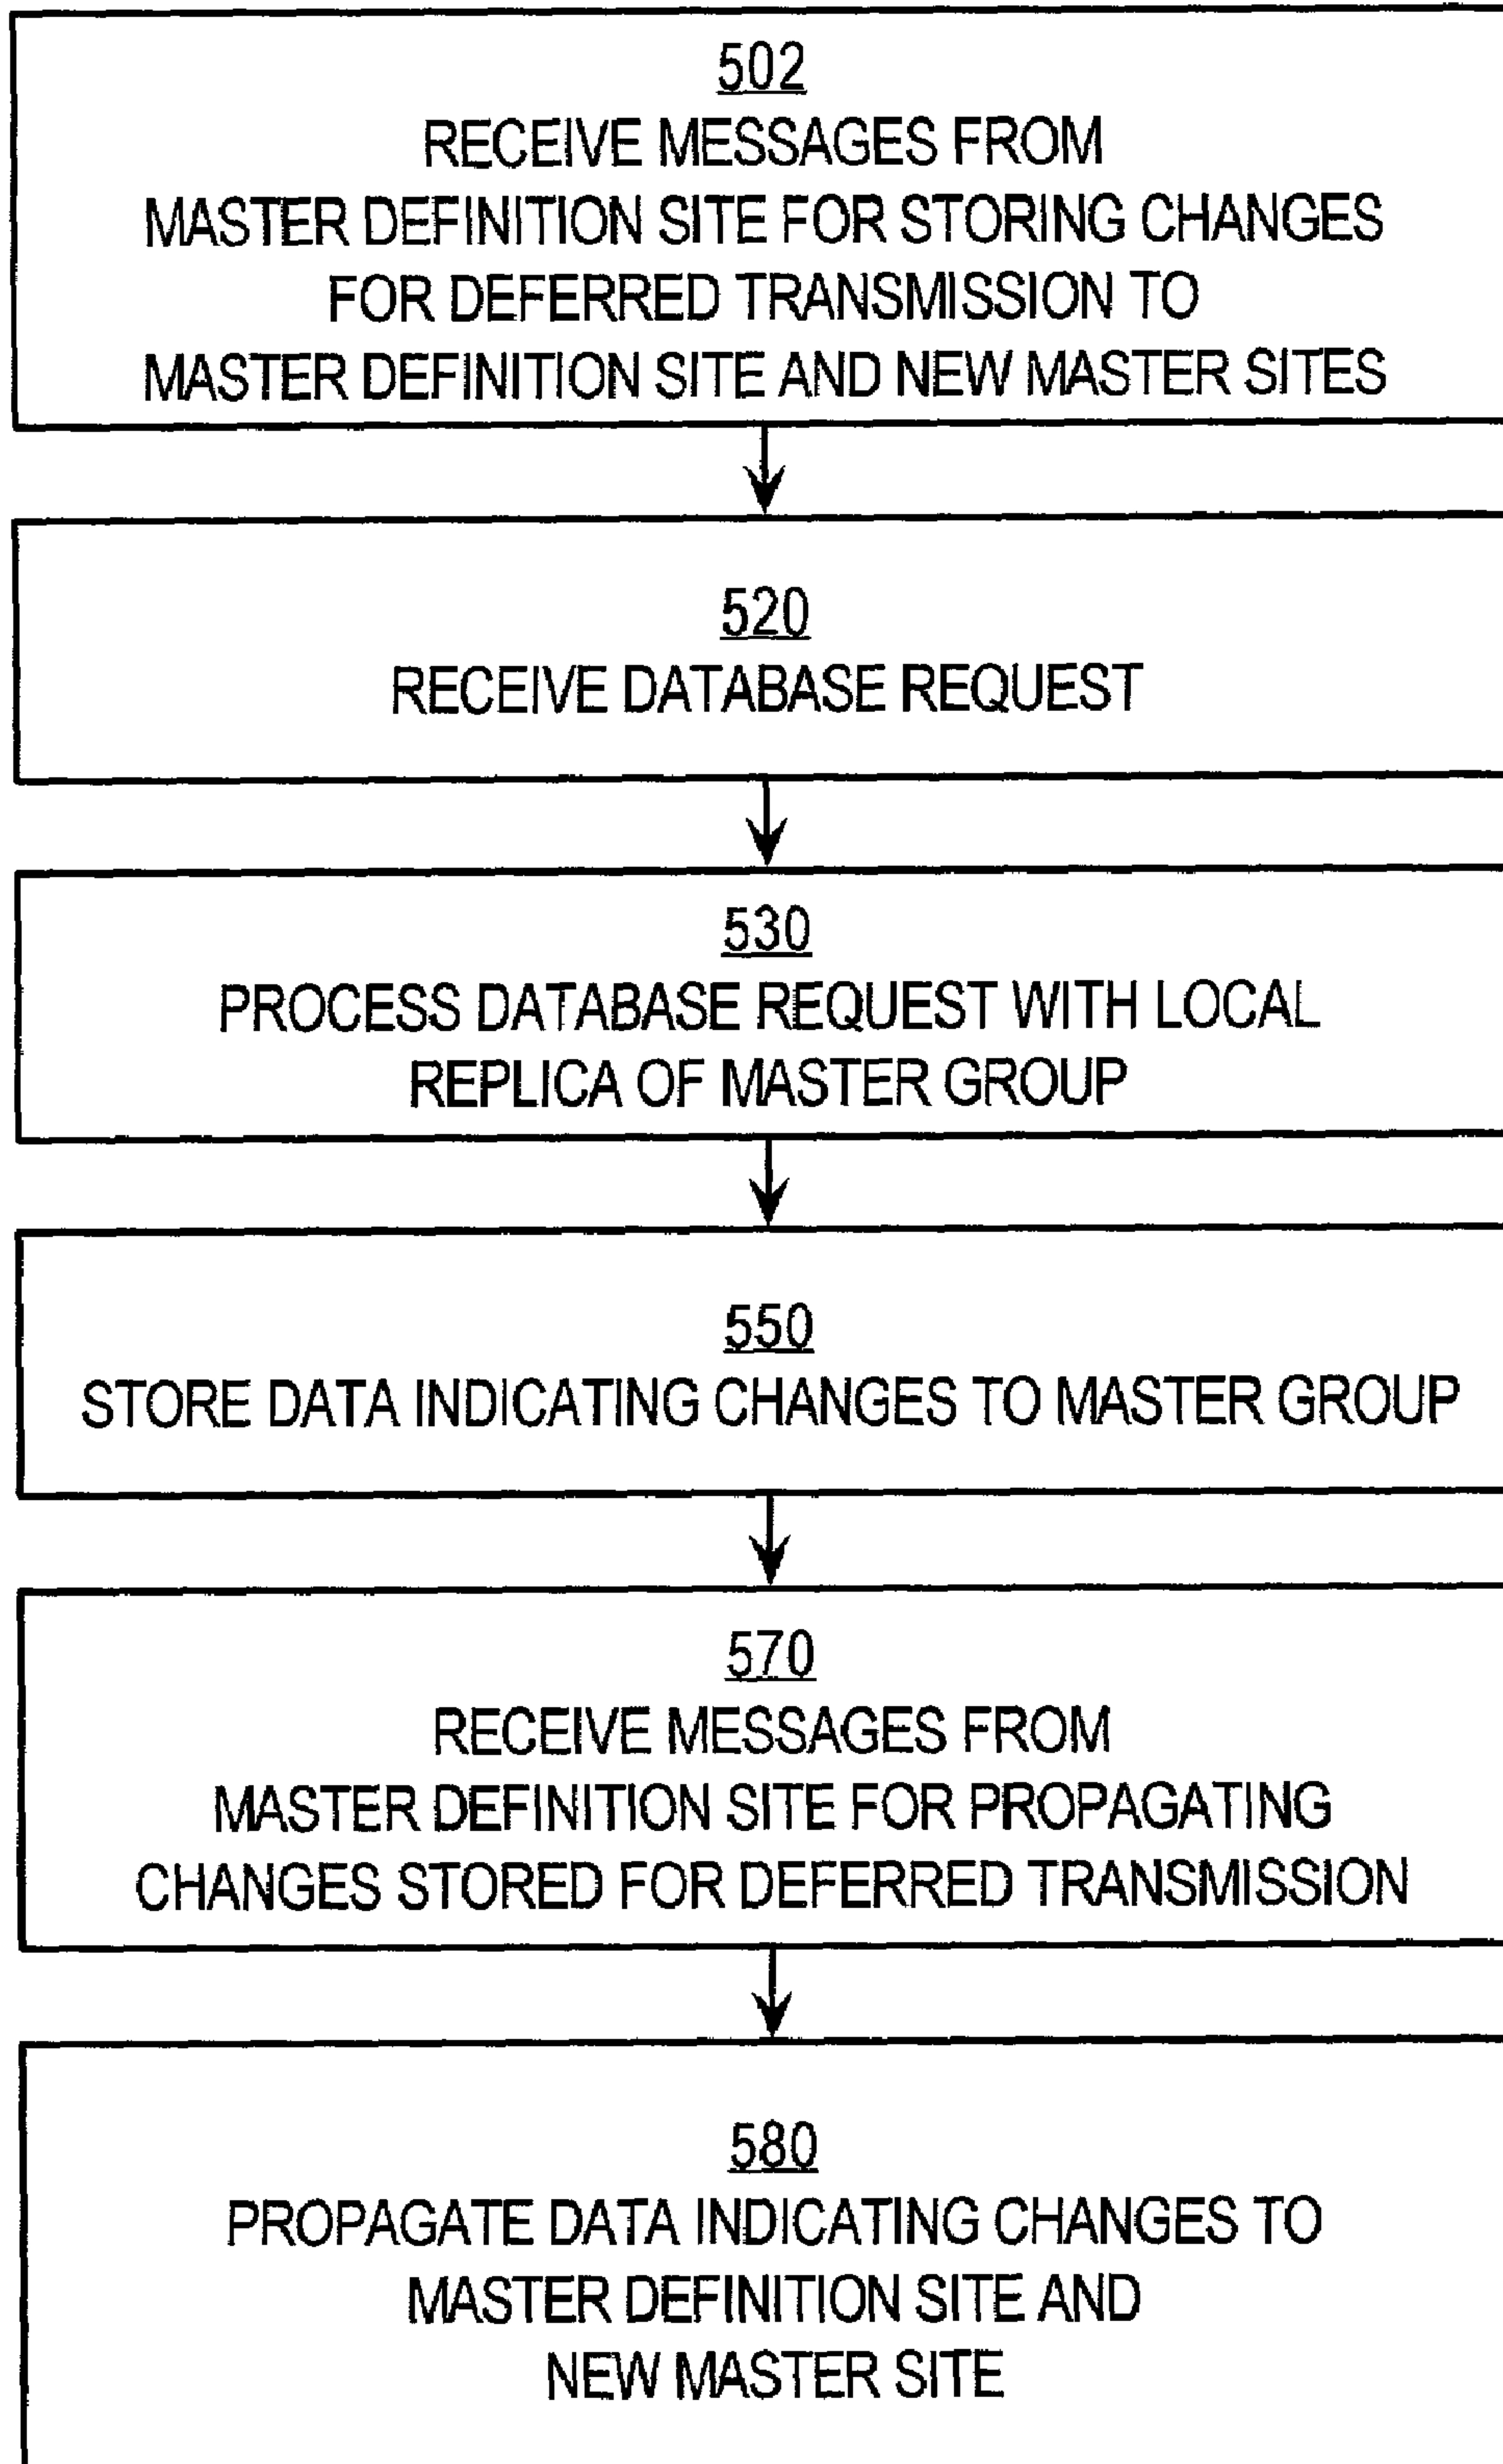 502
RECEIVE MESSAGES FROM
MASTER DEFINITION SITE FOR STORING CHANGES
FOR DEFERRED TRANSMISSION TO
MASTER DEFINITION SITE AND NEW MASTER SITES
520
RECEIVE DATABASE REQUEST
530
PROCESS DATABASE REQUEST WITH LOCAL
REPLICA OF MASTER GROUP
550
STORE DATA INDICATING CHANGES TO MASTER GROUP
570
RECEIVE MESSAGES FROM
MASTER DEFINITION SITE FOR PROPAGATING
CHANGES STORED FOR DEFERRED TRANSMISSION
580
PROPAGATE DATA INDICATING CHANGES TO
MASTER DEFINITION SITE AND
NEW MASTER SITE